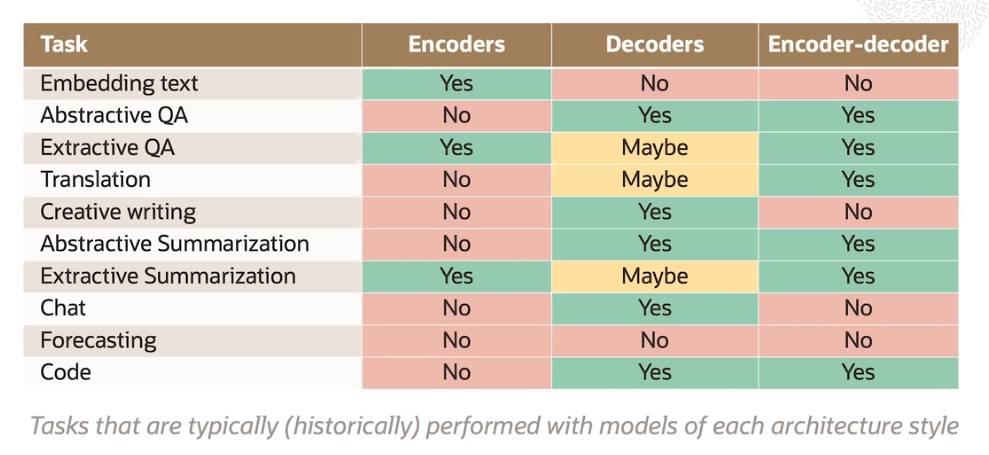 Task Encoders Decoders Encoder-decoder
Embedding text Yes No No
Abstractive QA No Yes Yes
Extractive QA Yes Maybe Yes
Translation No Maybe Yes
Creative writing No Yes No
Abstractive Summarization No Yes Yes
Extractive Summarization Yes Maybe Yes
Chat No Yes No
Forecasting No No No
Code No Yes Yes
Tasks that are typically (historically) performed with models of each architecture style